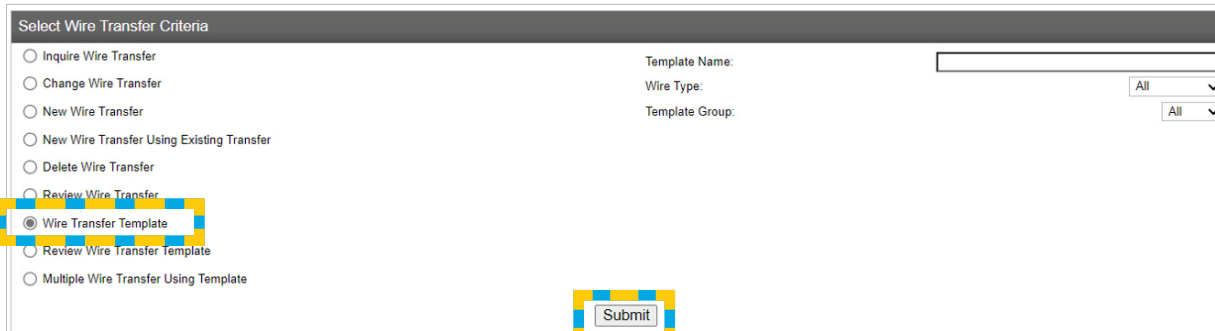 Select Wire Transfer Criteria
Inquire Wire Transfer
Change Wire Transfer
New Wire Transfer
New Wire Transfer Using Existing Transfer
Delete Wire Transfer
Review Wire Transfer
Wire Transfer Template
Review Wire Transfer Template
Multiple Wire Transfer Using Template
Template Name:
Wire Type: All
Template Group: All
Submit